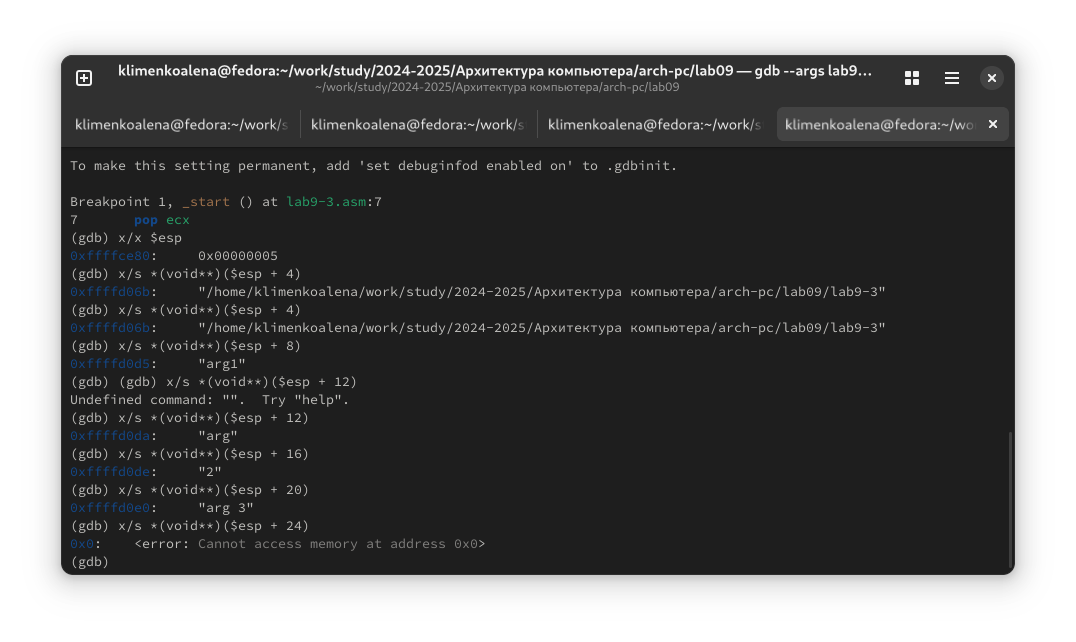 klimenkoalena@fedora:~/work/study/2024-2025/Архитектура компьютера/arch-pc/lab09 — gdb --args lab9…
~/work/study/2024-2025/Архитектура компьютера/arch-pc/lab09
klimenkoalena@fedora:~/work/s klimenkoalena@fedora:~/work/s klimenkoalena@fedora:~/work/s klimenkoalena@fedora:~/wo
To make this setting permanent, add 'set debuginfod enabled on' to .gdbinit.
Breakpoint 1, _start () at lab9-3.asm:7
7       pop ecx
(gdb) x/x $esp
0xffffce80:     0x00000005
(gdb) x/s *(void**)($esp + 4)
0xffffd06b:     "/home/klimenkoalena/work/study/2024-2025/Архитектура компьютера/arch-pc/lab09/lab9-3"
(gdb) x/s *(void**)($esp + 4)
0xffffd06b:     "/home/klimenkoalena/work/study/2024-2025/Архитектура компьютера/arch-pc/lab09/lab9-3"
(gdb) x/s *(void**)($esp + 8)
0xffffd0d5:     "arg1"
(gdb) (gdb) x/s *(void**)($esp + 12)
Undefined command: "".  Try "help".
(gdb) x/s *(void**)($esp + 12)
0xffffd0da:     "arg"
(gdb) x/s *(void**)($esp + 16)
0xffffd0de:     "2"
(gdb) x/s *(void**)($esp + 20)
0xffffd0e0:     "arg 3"
(gdb) x/s *(void**)($esp + 24)
0x0:    <error: Cannot access memory at address 0x0>
(gdb)